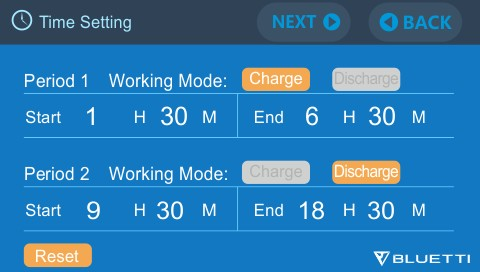 Time Setting NEXT BACK
Period 1 Working Mode: Charge Discharge
Start 1 H 30 M End 6 H 30 M
Period 2 Working Mode: Charge Discharge
Start 9 H 30 M End 18 H 30 M
Reset BLUETTI